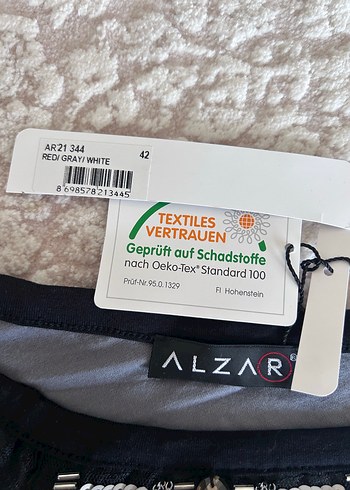 AR21 344
RED/ GRAY/ WHITE
42
8 698578 213445
TEXTILES
VERTRAUEN
Geprüft auf Schadstoffe
nach Oeko-Tex® Standard 100
Prüf-Nr.95.0.1329 FI Hohenstein
ALZAR®